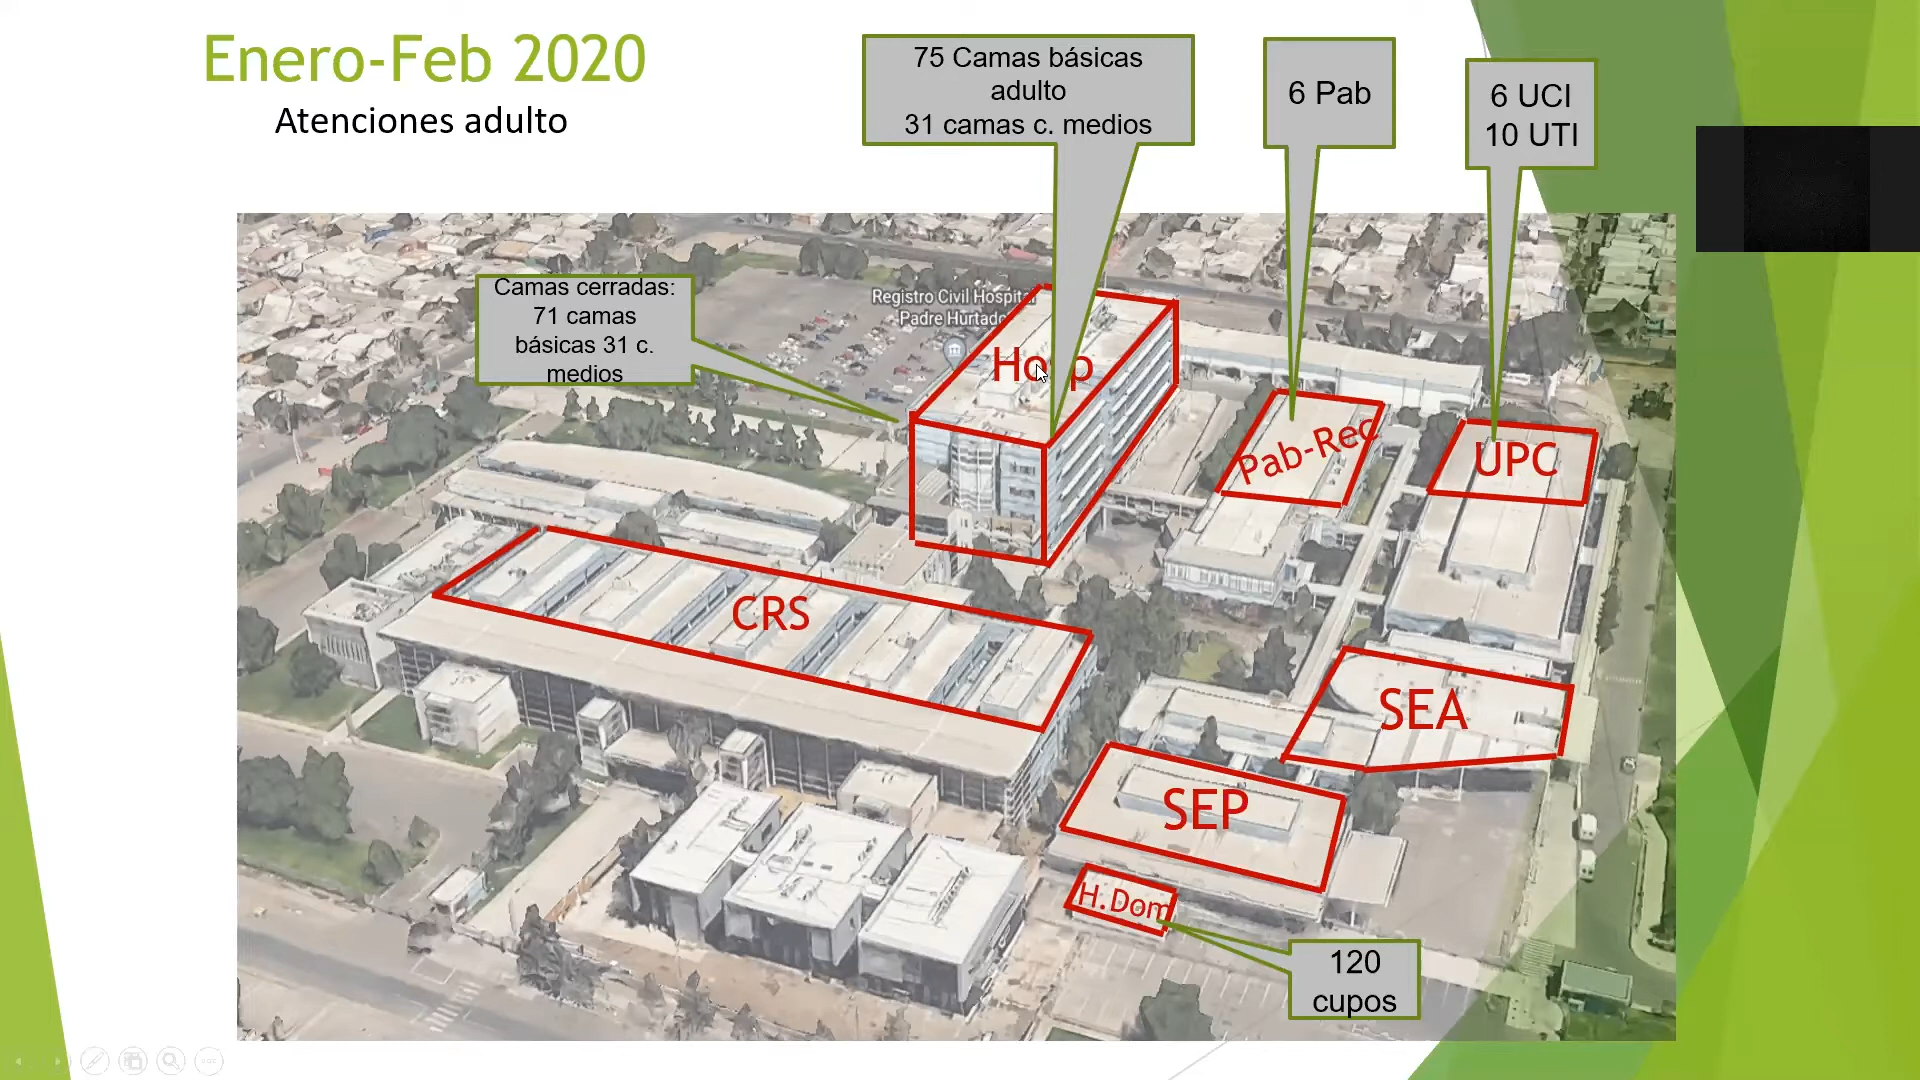 Enero-Feb 2020
Atenciones adulto
75 Camas básicas
adulto
31 camas c. medios
6 Pab
6 UCI
10 UTI
Camas cerradas:
71 camas
básicas 31 c.
medios
Registro Civil Hospital
Padre Hurtado
Hosp
Pab-Rec
UPC
CRS
SEA
SEP
H.Dom
120
cupos